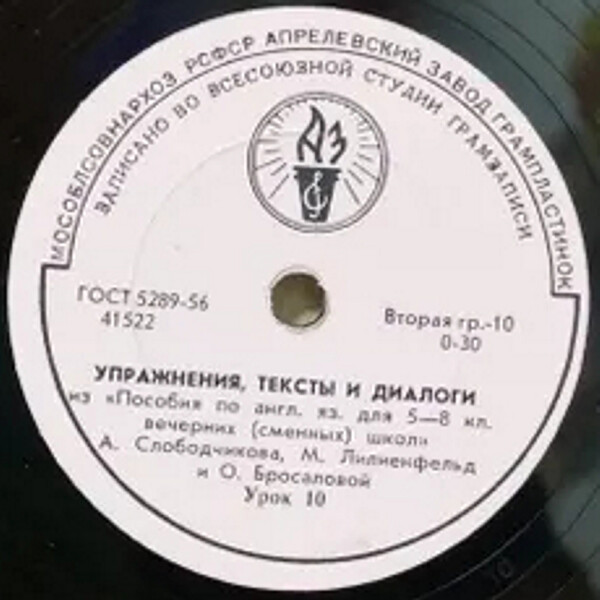 МОСОБЛСОВНАРХОЗ РСФСР АПРЕЛЕВСКИЙ ЗАВОД ГРАМПЛАСТИНОК
ЗАПИСАНО ВО ВСЕСОЮЗНОЙ СТУДИИ ГРАМЗАПИСИ
АЗ
ГОСТ 5289-56
41522
Вторая гр.-10
0-30
УПРАЖНЕНИЯ, ТЕКСТЫ И ДИАЛОГИ
из «Пособия по англ. яз. для 5—8 кл.
вечерних (сменных) школ»
А. Слободчикова, М. Лилиенфельд
и О. Бросаловой
Урок 10